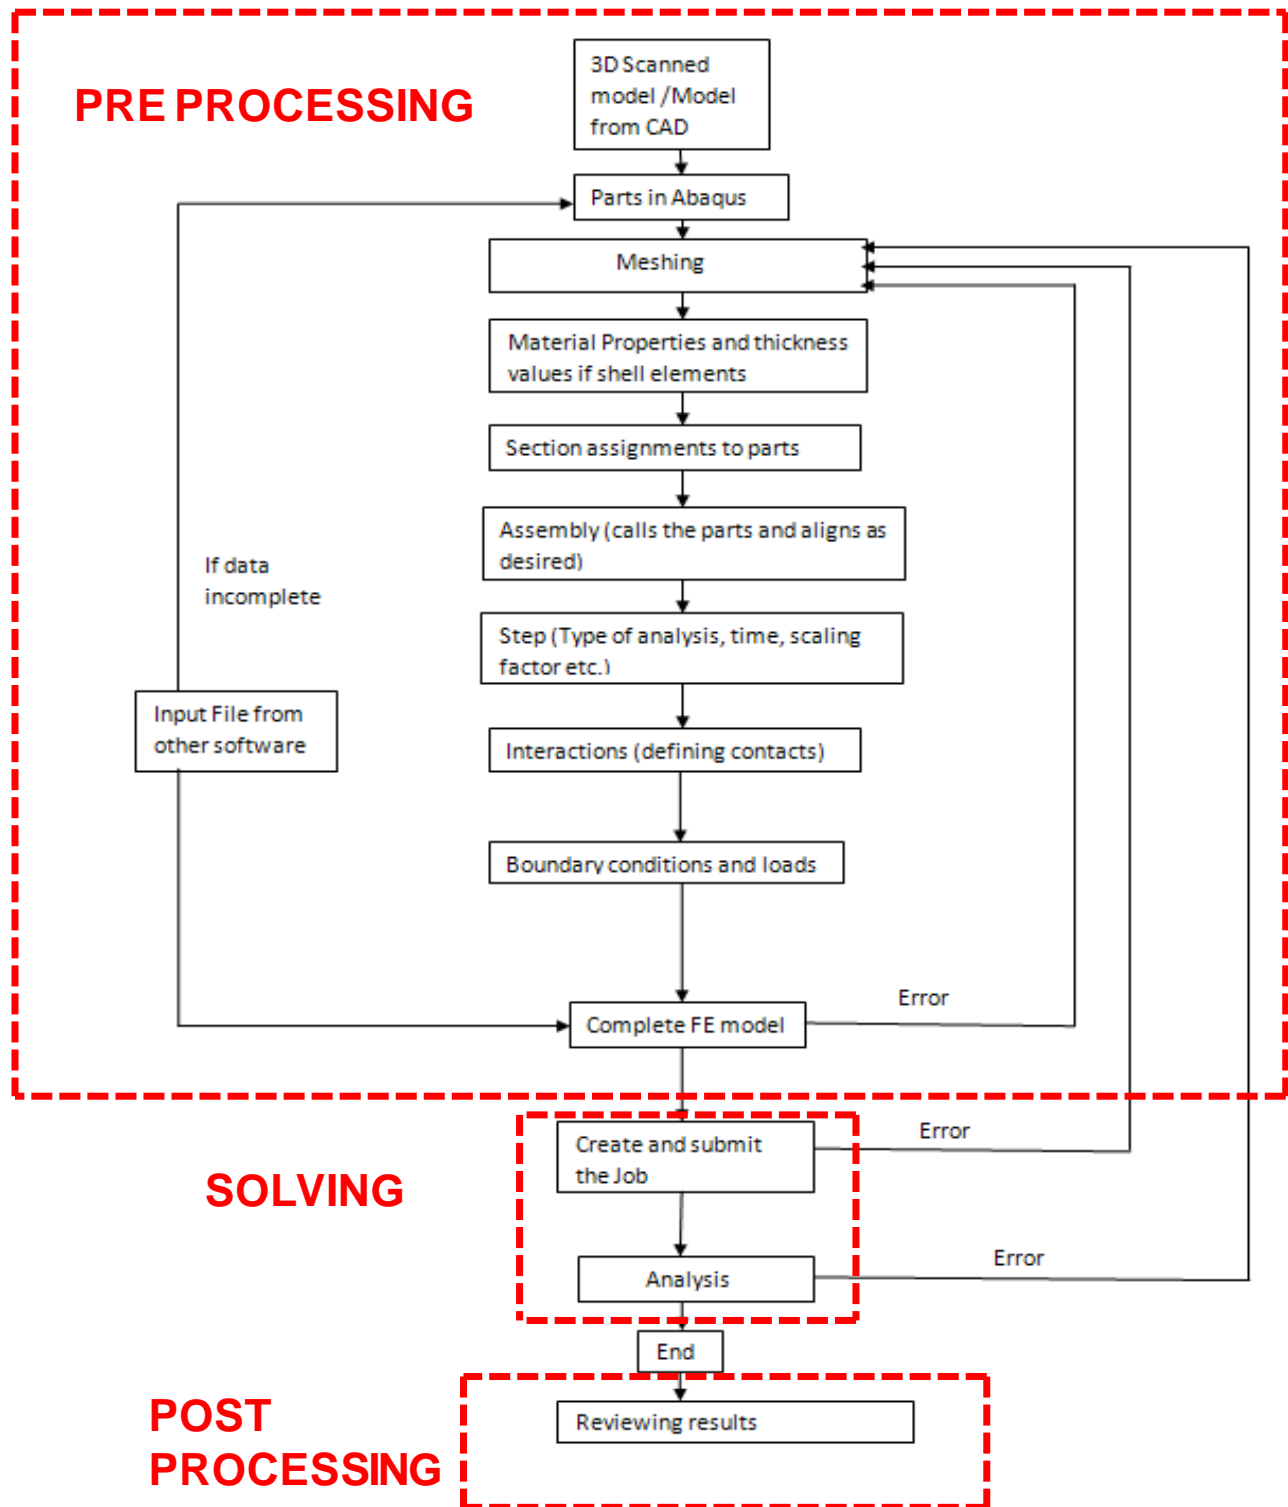 3D Scanned
model /Model
from CAD
PRE PROCESSING
Parts in Abaqus
Meshing
Material Properties and thickness
values if shell elements
Section assignments to parts
Assembly (calls the parts and aligns as
desired)
If data
incomplete
Step (Type of analysis, time, scaling
factor etc.)
Input File from
other software
Interactions (defining contacts)
Boundary conditions and loads
Complete FE model
Error
Create and submit
the Job
Error
SOLVING
Analysis
Error
End
POST
PROCESSING
Reviewing results